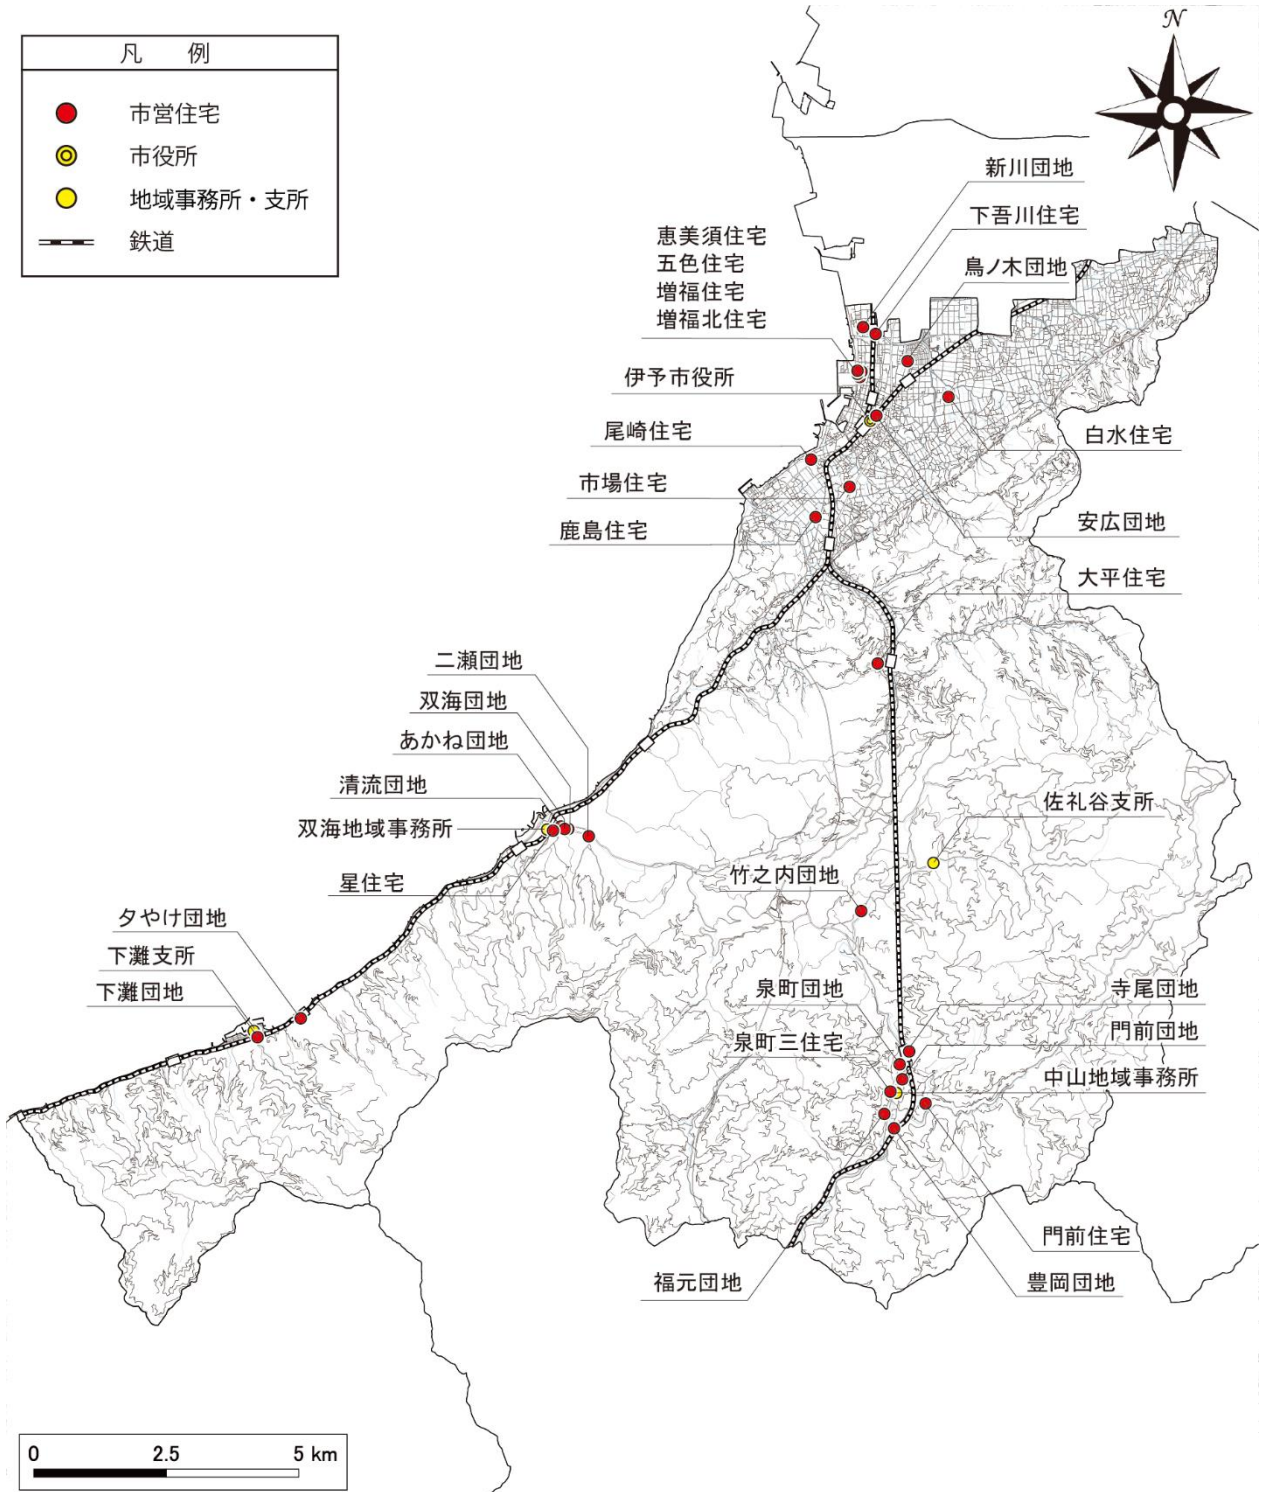 凡　例
市営住宅
市役所
地域事務所・支所
鉄道
N
新川団地
下吾川住宅
鳥ノ木団地
恵美須住宅
五色住宅
増福住宅
増福北住宅
伊予市役所
尾崎住宅
白水住宅
市場住宅
鹿島住宅
安広団地
大平住宅
二瀬団地
双海団地
あかね団地
清流団地
双海地域事務所
星住宅
佐礼谷支所
竹之内団地
夕やけ団地
下灘支所
下灘団地
泉町団地
寺尾団地
泉町三住宅
門前団地
中山地域事務所
門前住宅
福元団地
豊岡団地
0 2.5 5 km